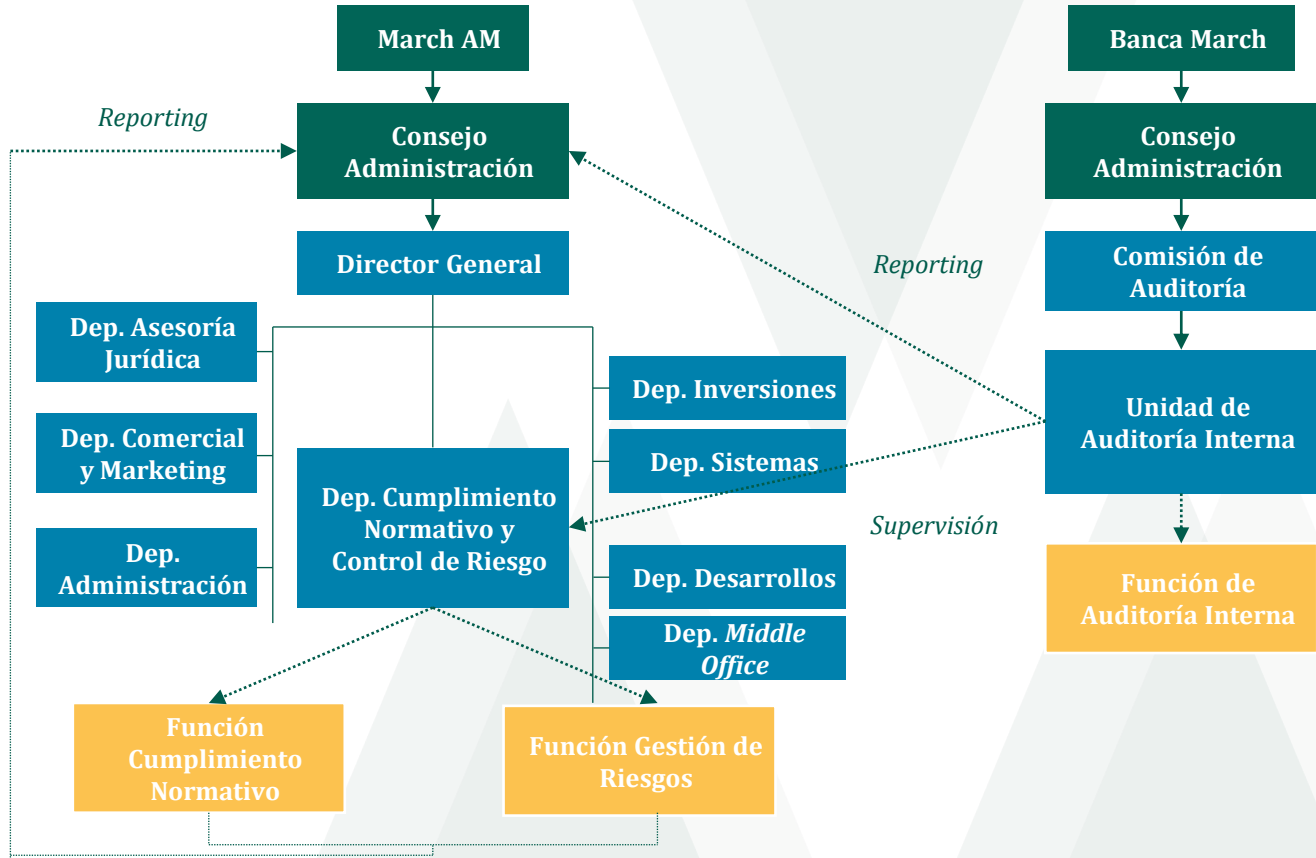 March AM
Banca March
Reporting
Consejo
Administración
Consejo
Administración
Director General
Reporting
Comisión de
Auditoría
Dep. Asesoría
Jurídica
Dep. Inversiones
Unidad de
Auditoría Interna
Dep. Comercial
y Marketing
Dep. Sistemas
Dep. Cumplimiento
Normativo y
Control de Riesgo
Supervisión
Dep.
Administración
Dep. Desarrollos
Función de
Auditoría Interna
Dep. Middle
Office
Función
Cumplimiento
Normativo
Función Gestión de
Riesgos